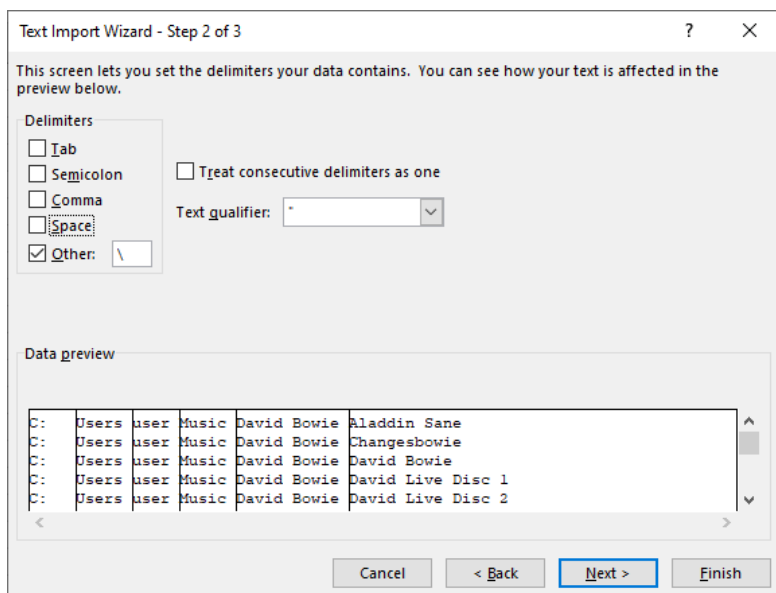 Text Import Wizard - Step 2 of 3
? X
This screen lets you set the delimiters your data contains. You can see how your text is affected in the
preview below.
Delimiters
Tab
Semicolon
Comma
Space
Other: \
Treat consecutive delimiters as one
Text qualifier: "
Data preview
C: Users user Music David Bowie Aladdin Sane
C: Users user Music David Bowie Changesbowie
C: Users user Music David Bowie David Bowie
C: Users user Music David Bowie David Live Disc 1
C: Users user Music David Bowie David Live Disc 2
Cancel < Back Next > Finish